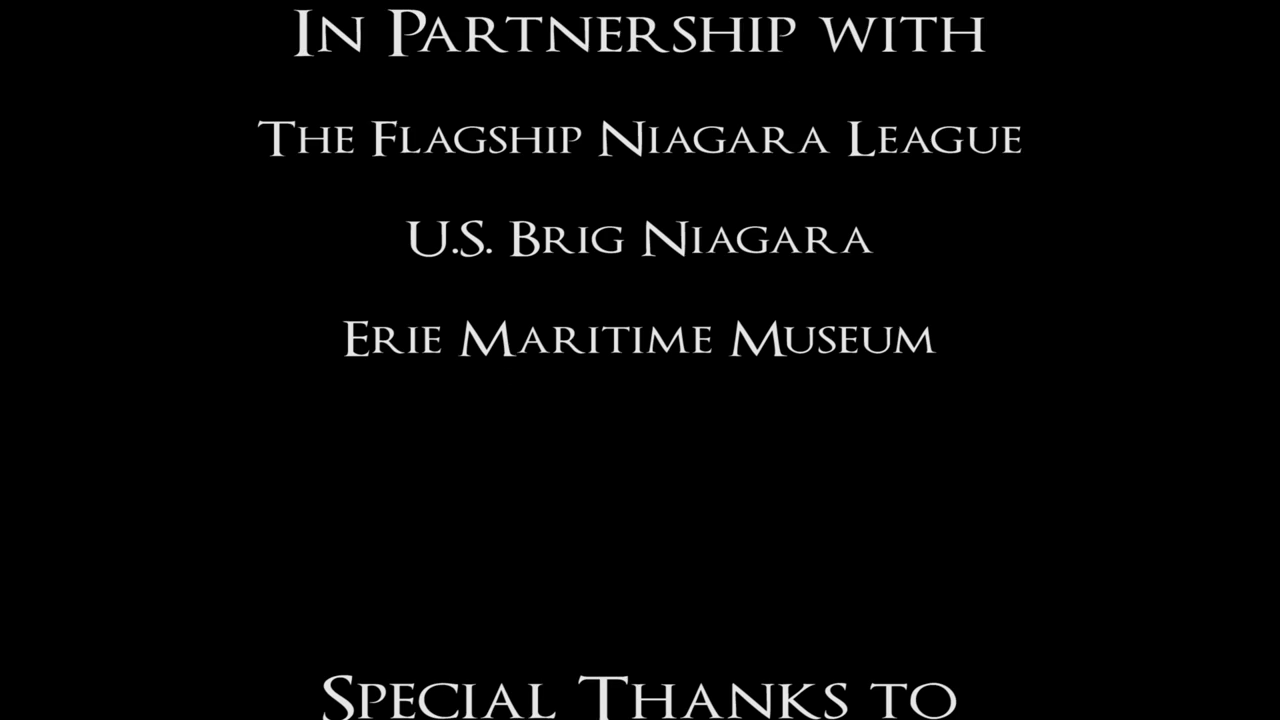 In Partnership with
The Flagship Niagara League
U.S. Brig Niagara
Erie Maritime Museum
Special Thanks to